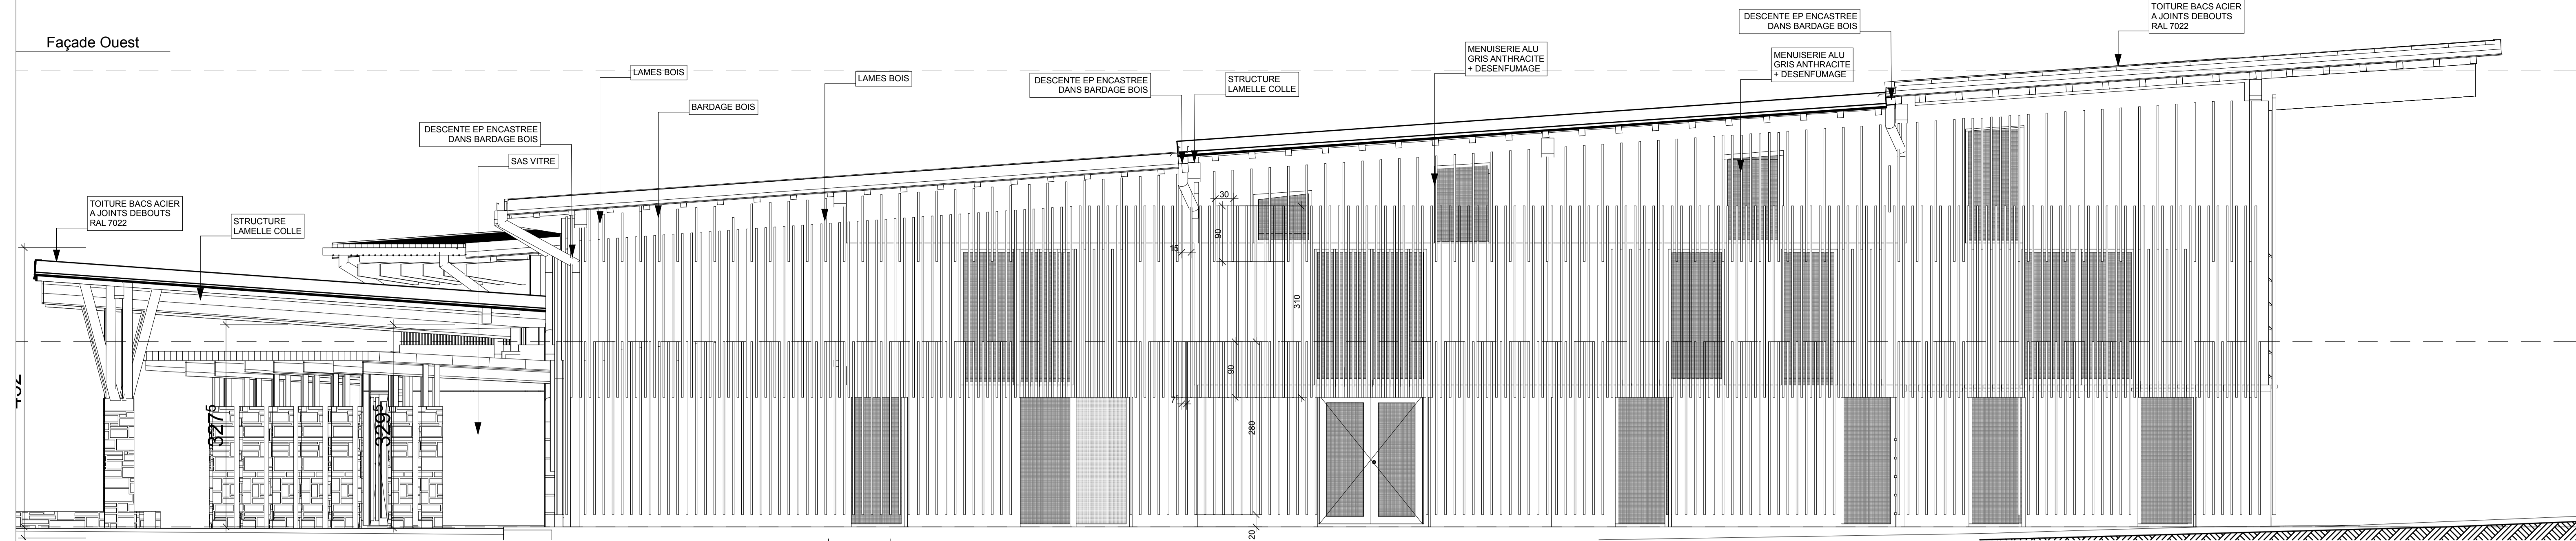 Façade Ouest
TOITURE BACS ACIER
A JOINTS DEBOUTS
RAL 7022
STRUCTURE
LAMELLE COLLE
DESCENTE EP ENCASTREE
DANS BARDAGE BOIS
SAS VITRE
LAMES BOIS
BARDAGE BOIS
LAMES BOIS
DESCENTE EP ENCASTREE
DANS BARDAGE BOIS
STRUCTURE
LAMELLE COLLE
MENUISERIE ALU
GRIS ANTHRACITE
+ DESENFUMAGE
MENUISERIE ALU
GRIS ANTHRACITE
+ DESENFUMAGE
DESCENTE EP ENCASTREE
DANS BARDAGE BOIS
TOITURE BACS ACIER
A JOINTS DEBOUTS
RAL 7022
30
90
15
310
90
7⁵
280
20
327⁵
329⁵